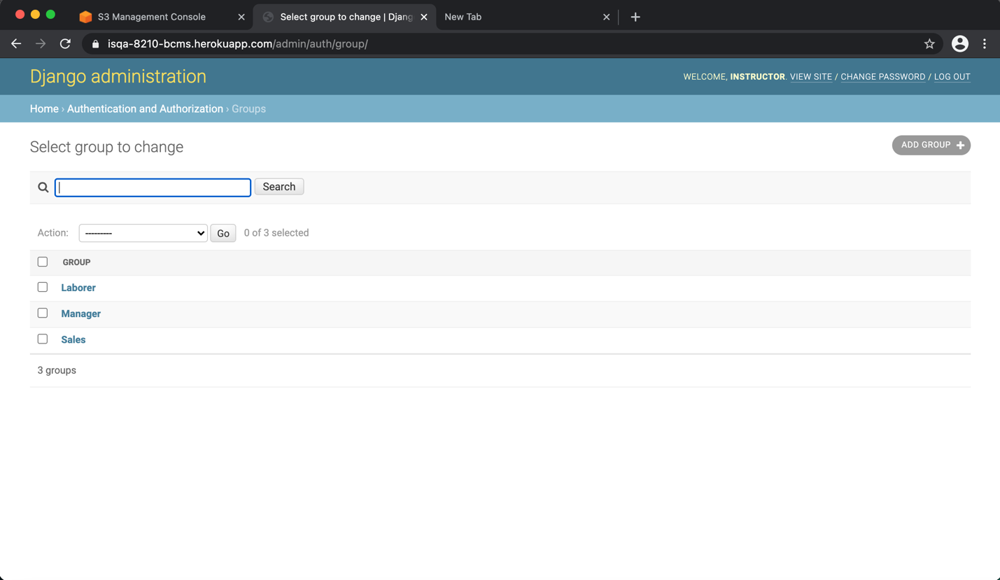 S3 Management Console
Select group to change | Djang
New Tab
isqa-8210-bcms.herokuapp.com/admin/auth/group/
Django administration
WELCOME, INSTRUCTOR. VIEW SITE / CHANGE PASSWORD / LOG OUT
Home › Authentication and Authorization › Groups
Select group to change
ADD GROUP +
Search
Action: --------- Go 0 of 3 selected
GROUP
Laborer
Manager
Sales
3 groups